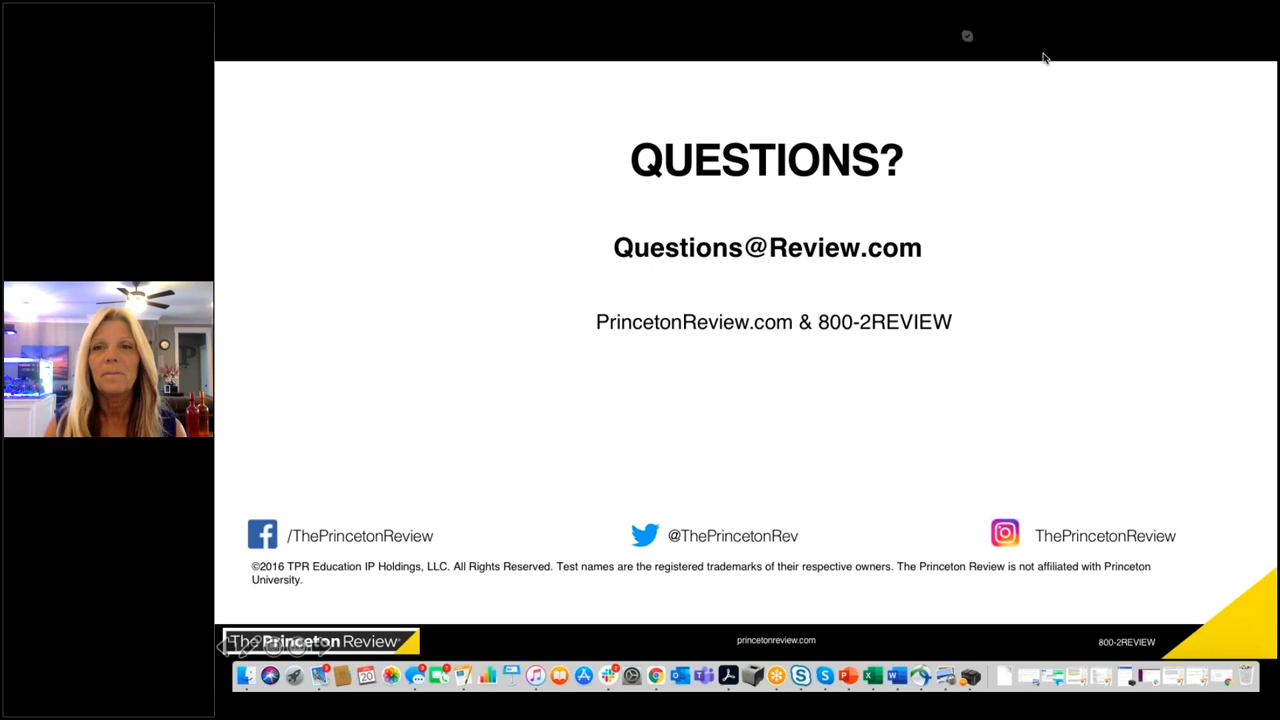 QUESTIONS?
Questions@Review.com
PrincetonReview.com & 800-2REVIEW
/ThePrincetonReview
@ThePrincetonRev
ThePrincetonReview
©2016 TPR Education IP Holdings, LLC. All Rights Reserved. Test names are the registered trademarks of their respective owners. The Princeton Review is not affiliated with Princeton
University.
The Princeton Review
princetonreview.com
800-2REVIEW
20